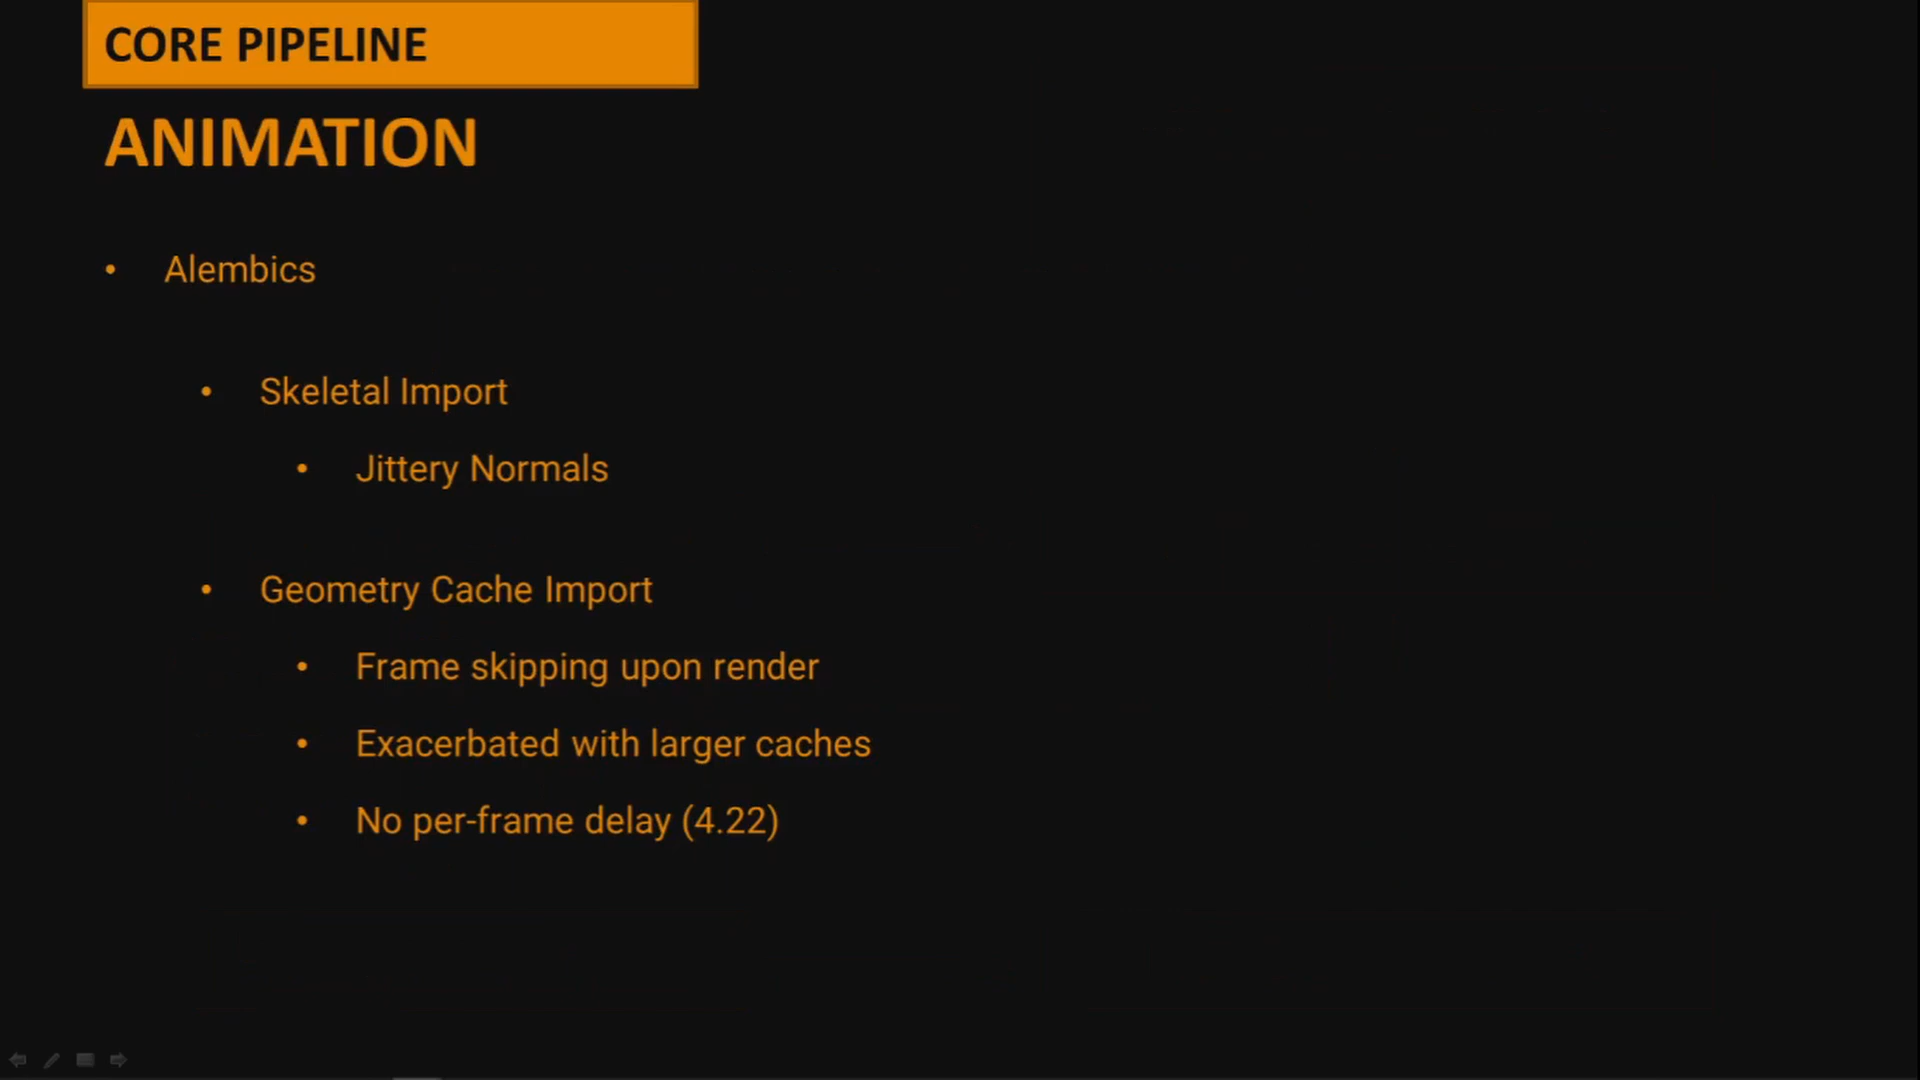 CORE PIPELINE
ANIMATION
• Alembics
• Skeletal Import
• Jittery Normals
• Geometry Cache Import
• Frame skipping upon render
• Exacerbated with larger caches
• No per-frame delay (4.22)